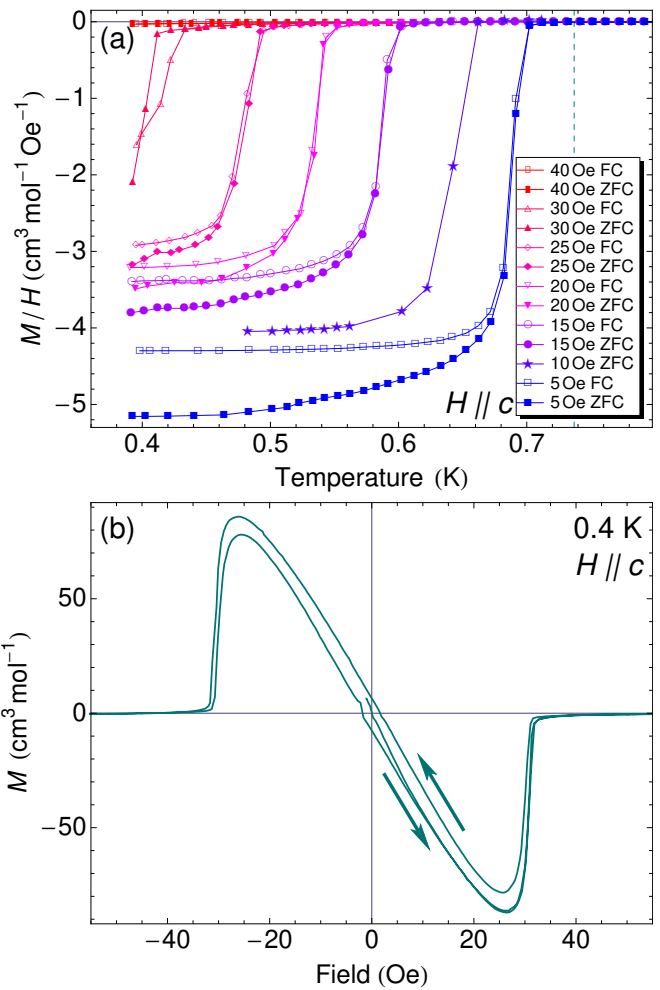 (a)
0
−1
−2
−3
−4
−5
M / H (cm³ mol⁻¹ Oe⁻¹)
40 Oe FC
40 Oe ZFC
30 Oe FC
30 Oe ZFC
25 Oe FC
25 Oe ZFC
20 Oe FC
20 Oe ZFC
15 Oe FC
15 Oe ZFC
10 Oe ZFC
5 Oe FC
5 Oe ZFC
H // c
0.4 0.5 0.6 0.7
Temperature (K)
(b)
0.4 K
H // c
50
0
−50
M (cm³ mol⁻¹)
−40 −20 0 20 40
Field (Oe)